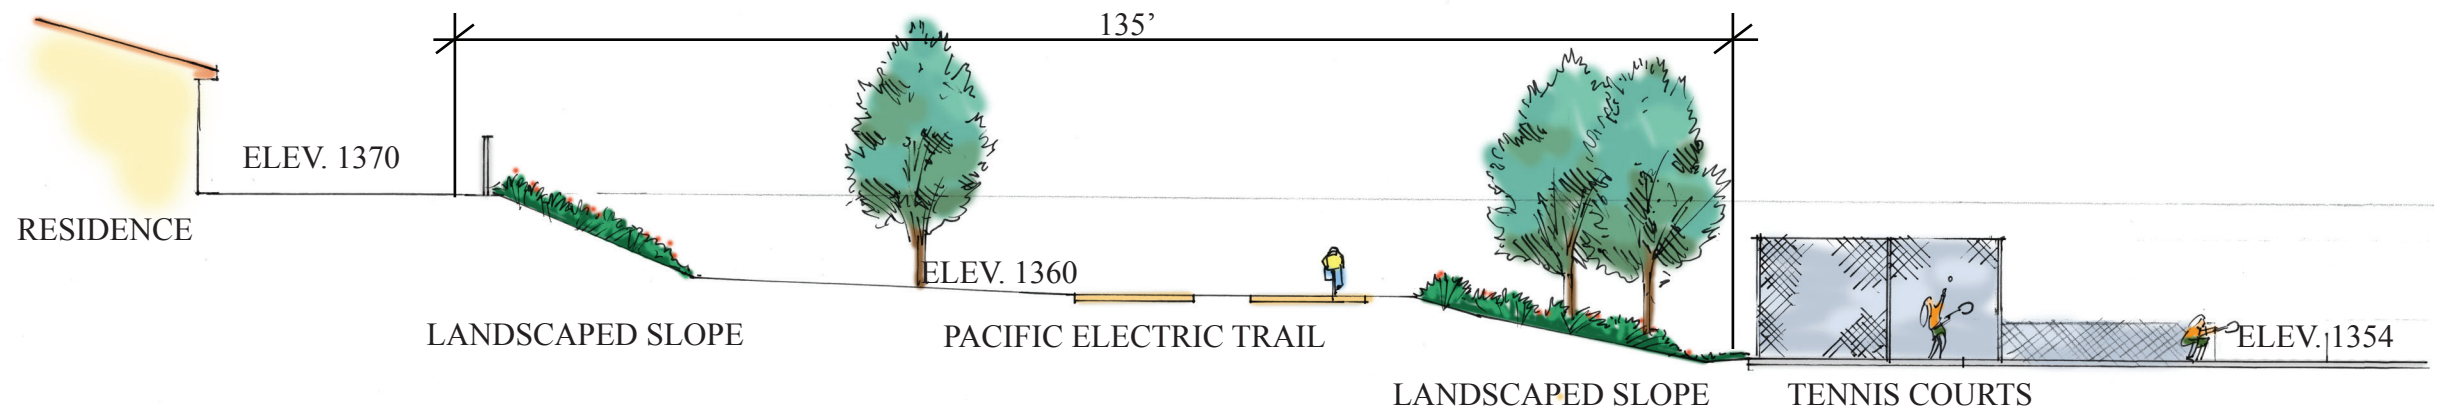 135’
ELEV. 1370
RESIDENCE
ELEV. 1360
LANDSCAPED SLOPE
PACIFIC ELECTRIC TRAIL
ELEV. 1354
LANDSCAPED SLOPE
TENNIS COURTS